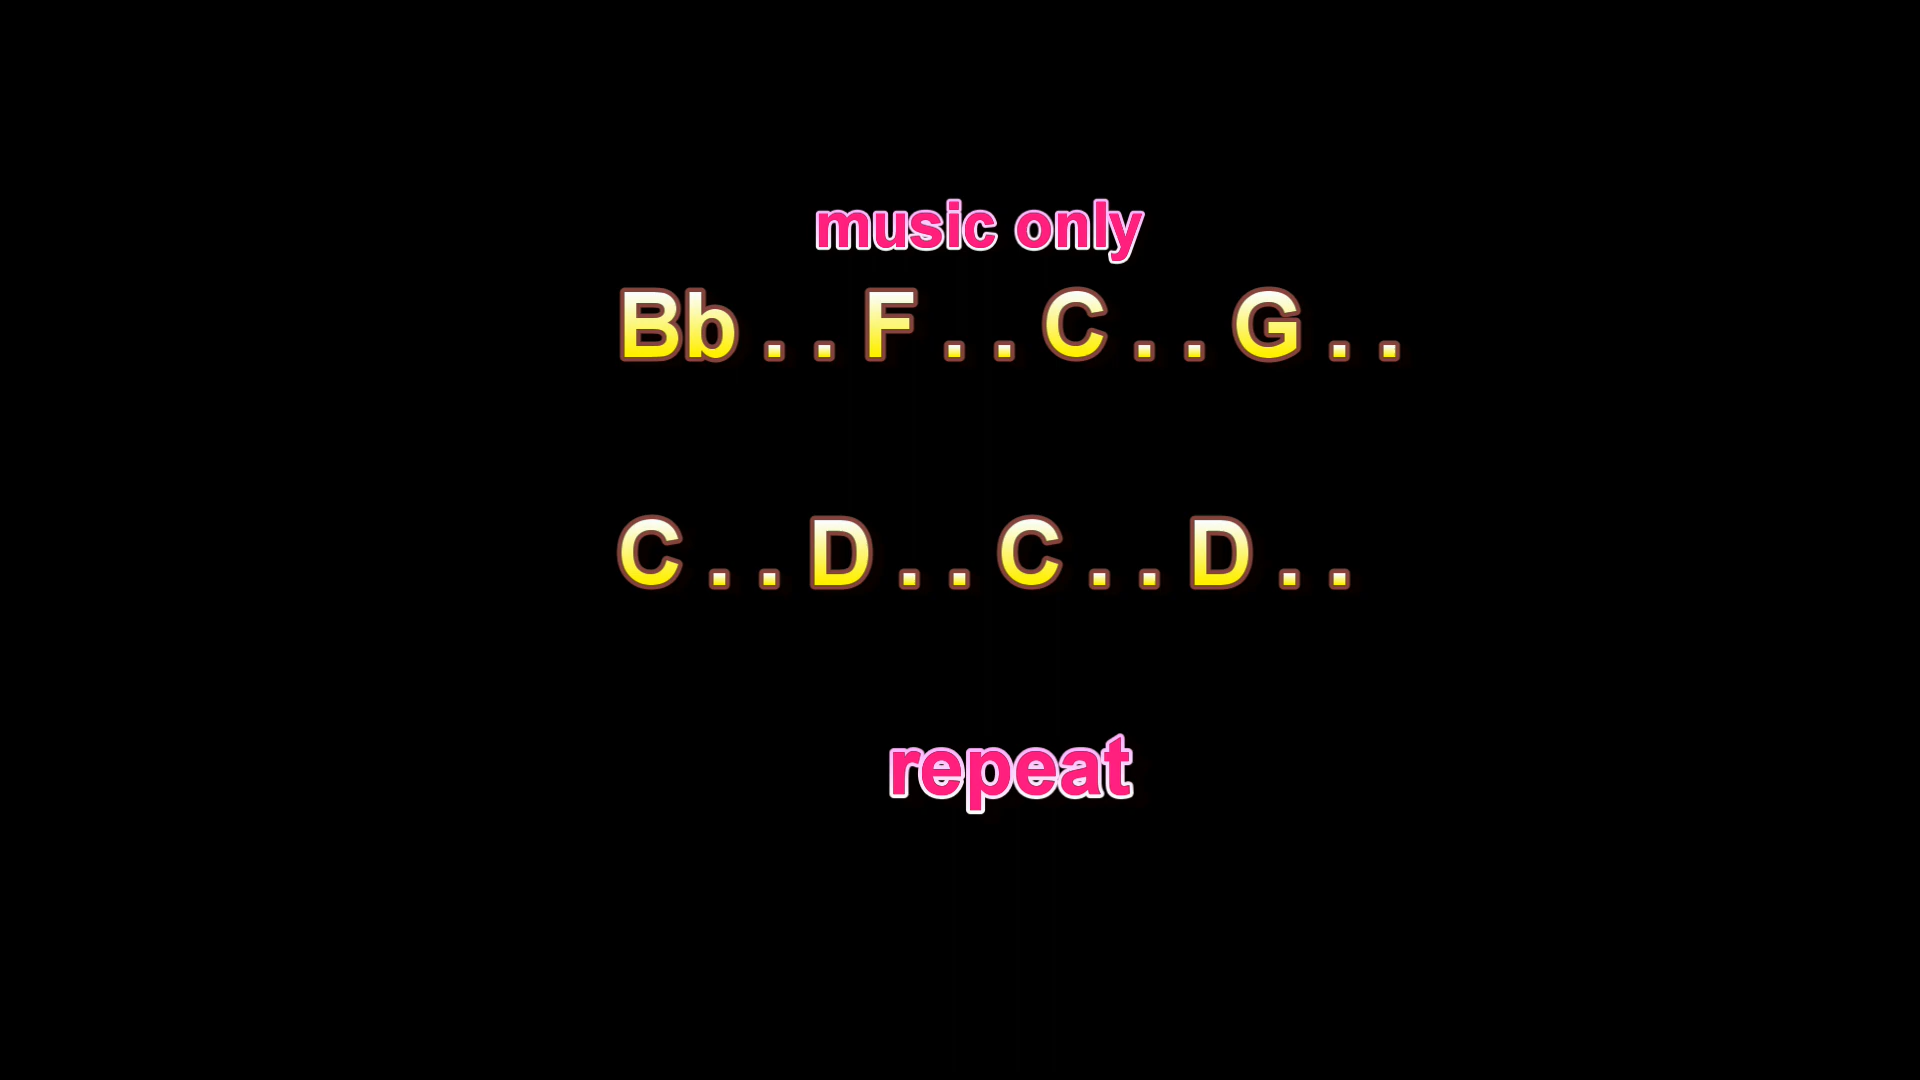 music only
Bb . . F . . C . . G . .
C . . D . . C . . D . .
repeat